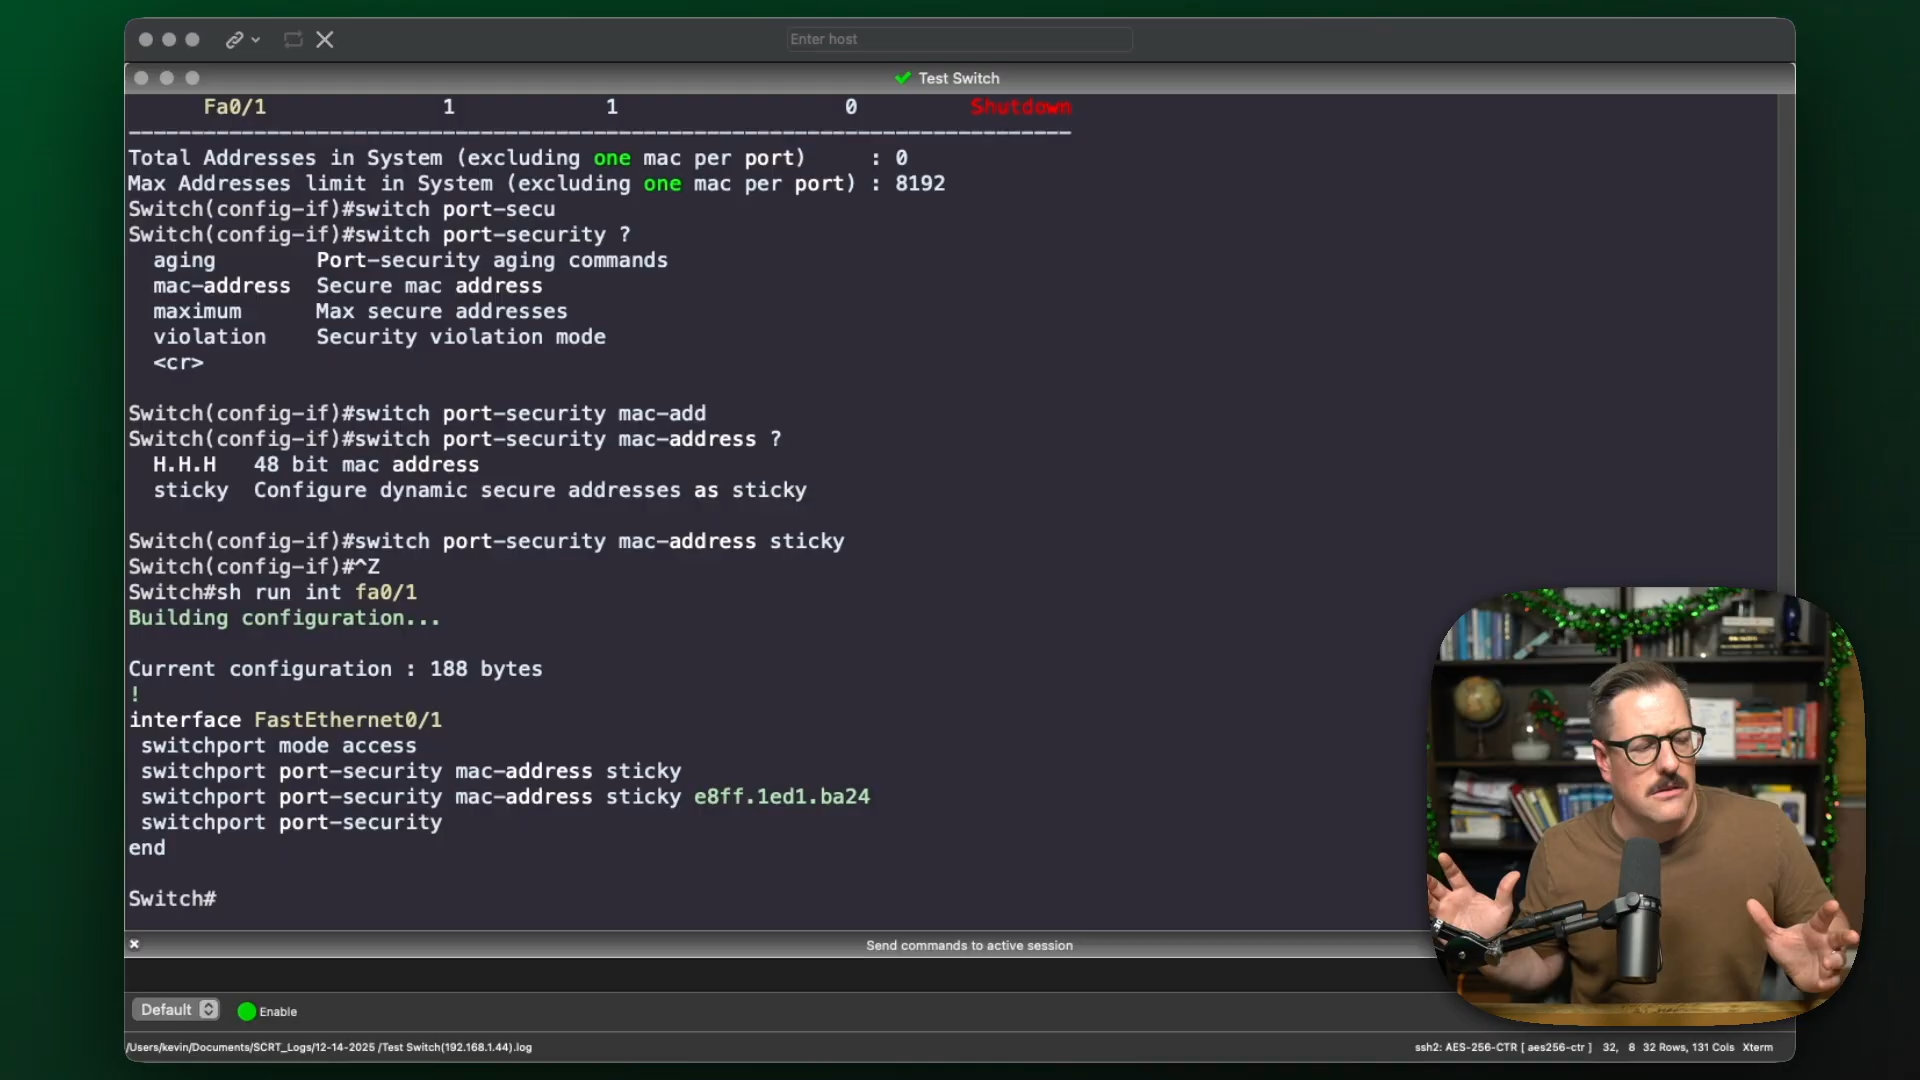 Enter host
Test Switch
Fa0/1 1 1 0 Shutdown
---------------------------------------------------------------------------
Total Addresses in System (excluding one mac per port) : 0
Max Addresses limit in System (excluding one mac per port) : 8192
Switch(config-if)#switch port-secu
Switch(config-if)#switch port-security ?
aging Port-security aging commands
mac-address Secure mac address
maximum Max secure addresses
violation Security violation mode
<cr>
Switch(config-if)#switch port-security mac-add
Switch(config-if)#switch port-security mac-address ?
H.H.H 48 bit mac address
sticky Configure dynamic secure addresses as sticky
Switch(config-if)#switch port-security mac-address sticky
Switch(config-if)#^Z
Switch#sh run int fa0/1
Building configuration...
Current configuration : 188 bytes
!
interface FastEthernet0/1
switchport mode access
switchport port-security mac-address sticky
switchport port-security mac-address sticky e8ff.1ed1.ba24
switchport port-security
end
Switch#
Send commands to active session
Default Enable
/Users/kevin/Documents/SCRT_Logs/12-14-2025 /Test Switch(192.168.1.44).log
ssh2: AES-256-CTR [ aes256-ctr ] 32, 8 32 Rows, 131 Cols Xterm